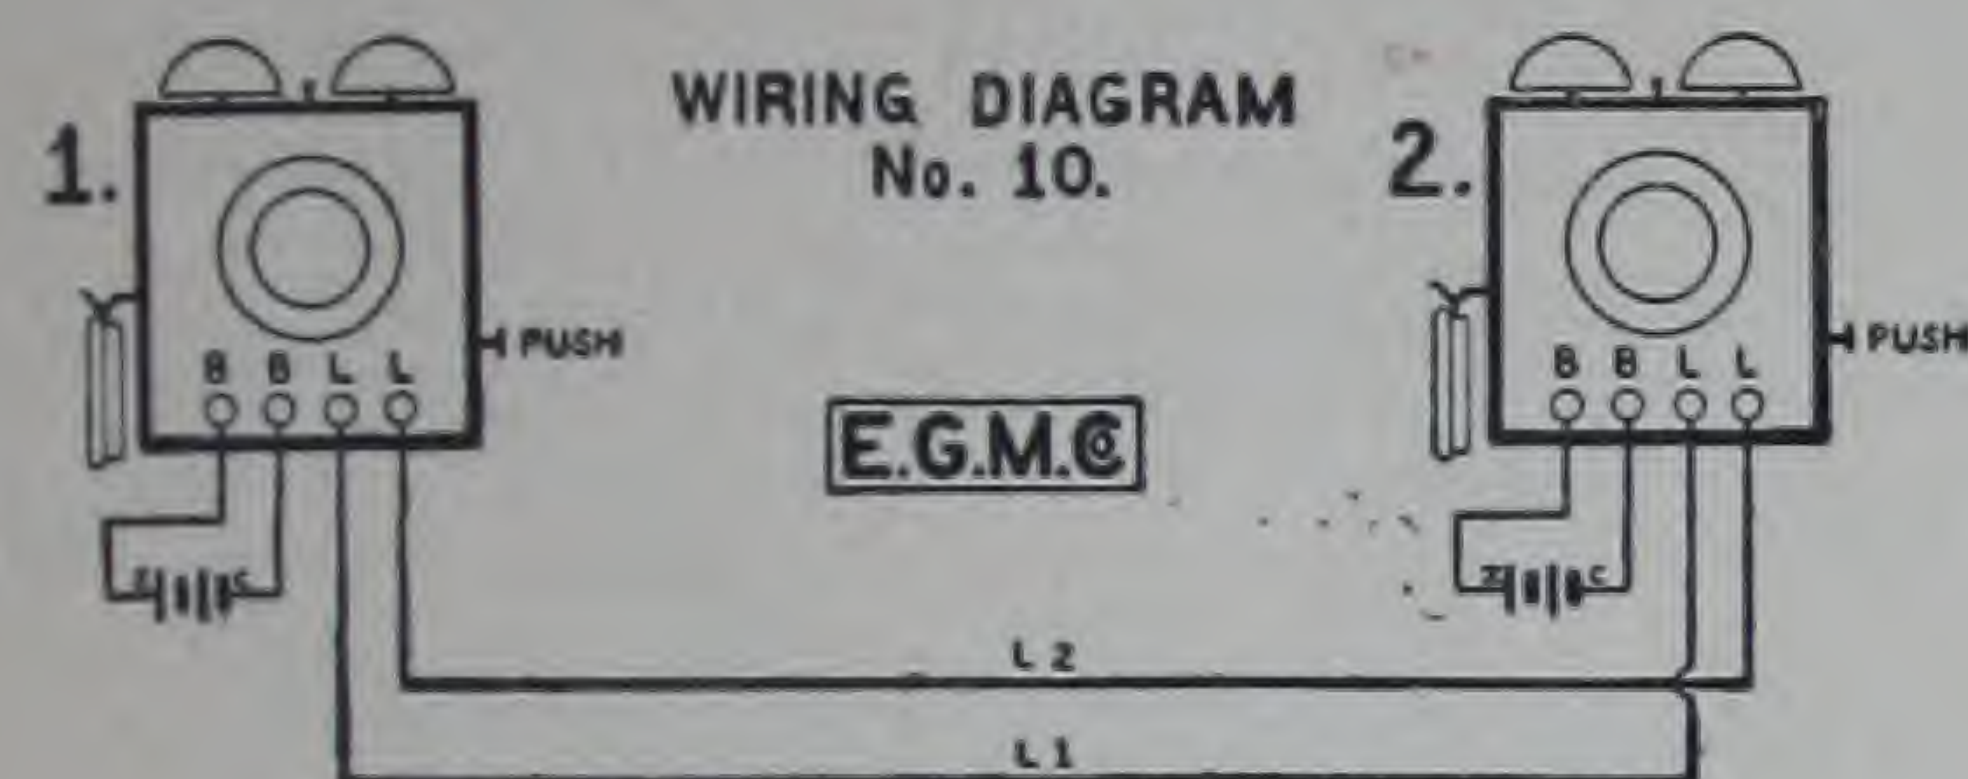 WIRING DIAGRAM
No. 10.
1.
2.
PUSH
PUSH
B B L L
B B L L
E.G.M.Co
Z C
Z C
L 2
L 1